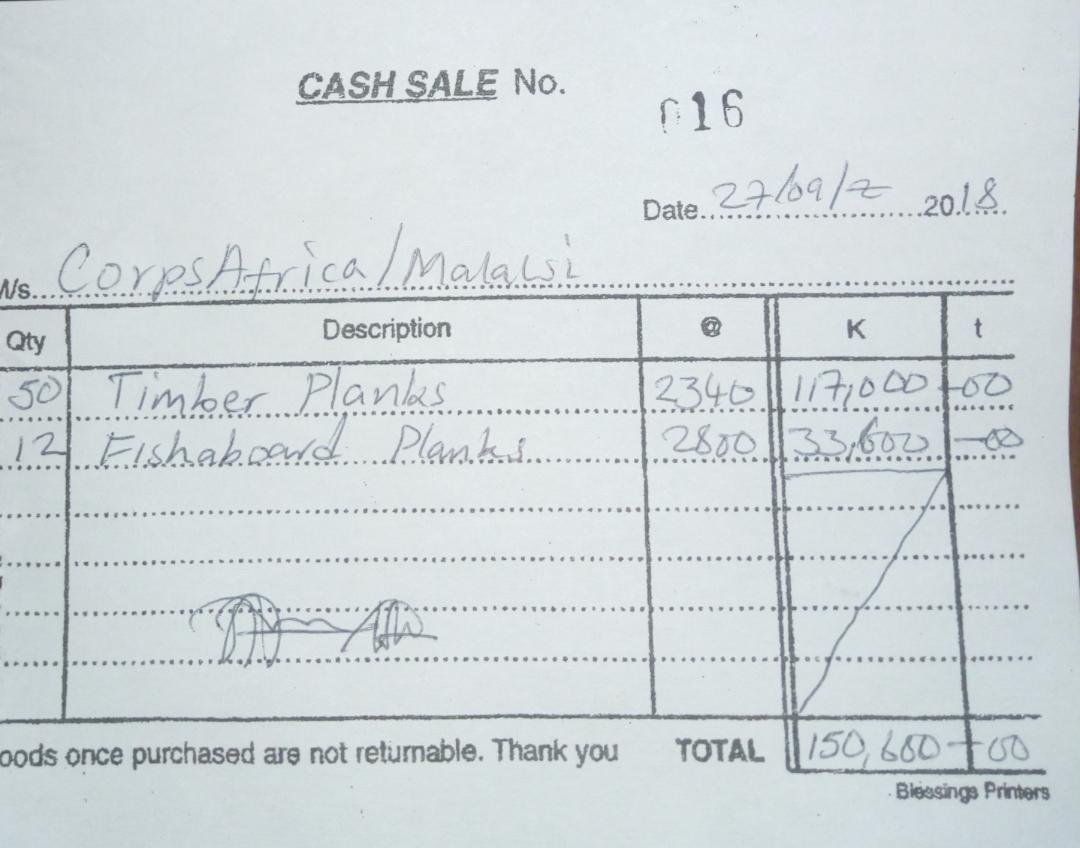 CASH SALE No.
016
Date 27/09/z 2018
M/s. CorpsAfrica/Malawi
Qty Description @ K t
50 Timber Planks 2340 117,000 -00
12 Fishaboard Planks 2800 33,600 -00
oods once purchased are not returnable. Thank you TOTAL 150,600 -00
Blessings Printers